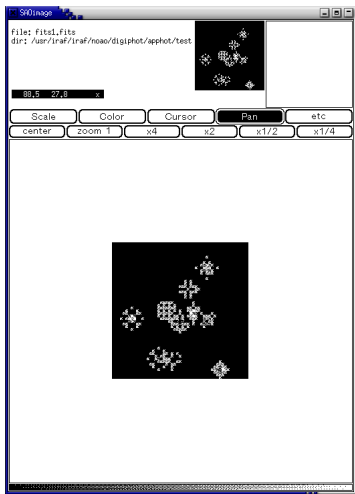 SAOimage
file: fits1.fits
dir: /usr/iraf/iraf/noao/digiphot/apphot/test
88.5 27.0 x
Scale Color Cursor Pan etc
center zoom 1 x4 x2 x1/2 x1/4